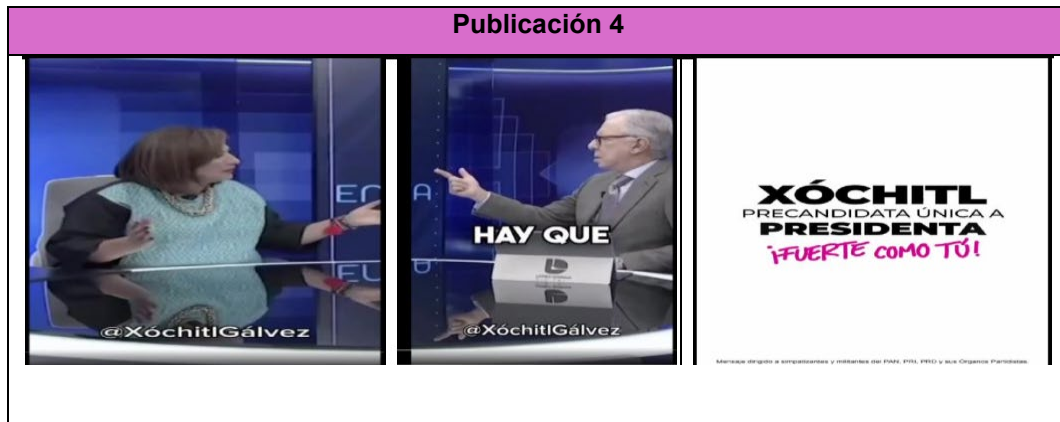 Publicación 4
@XóchitlGálvez
HAY QUE
@XóchitlGálvez
XÓCHITL
PRECANDIDATA ÚNICA A
PRESIDENTA
¡FUERTE COMO TÚ!
Mensaje dirigido a simpatizantes y militantes del PAN, PRI, PRD y sus Órganos Partidistas.